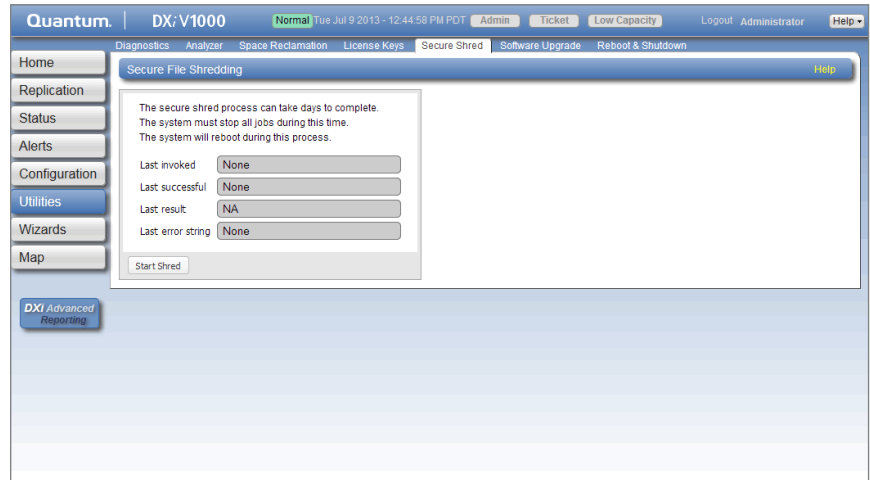 Quantum. DXi V1000 Normal Tue Jul 9 2013 - 12:44:58 PM PDT Admin Ticket Low Capacity Logout Administrator Help
Diagnostics Analyzer Space Reclamation License Keys Secure Shred Software Upgrade Reboot & Shutdown
Home
Replication
Status
Alerts
Configuration
Utilities
Wizards
Map
DXi Advanced
Reporting
Secure File Shredding Help
The secure shred process can take days to complete.
The system must stop all jobs during this time.
The system will reboot during this process.
Last invoked None
Last successful None
Last result NA
Last error string None
Start Shred